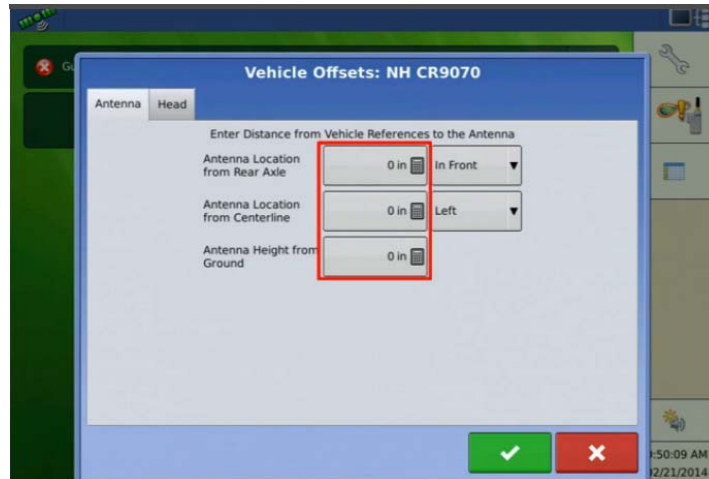 Vehicle Offsets: NH CR9070
Antenna Head
Enter Distance from Vehicle References to the Antenna
Antenna Location
from Rear Axle
0 in In Front
Antenna Location
from Centerline
0 in Left
Antenna Height from
Ground
0 in
:50:09 AM
02/21/2014